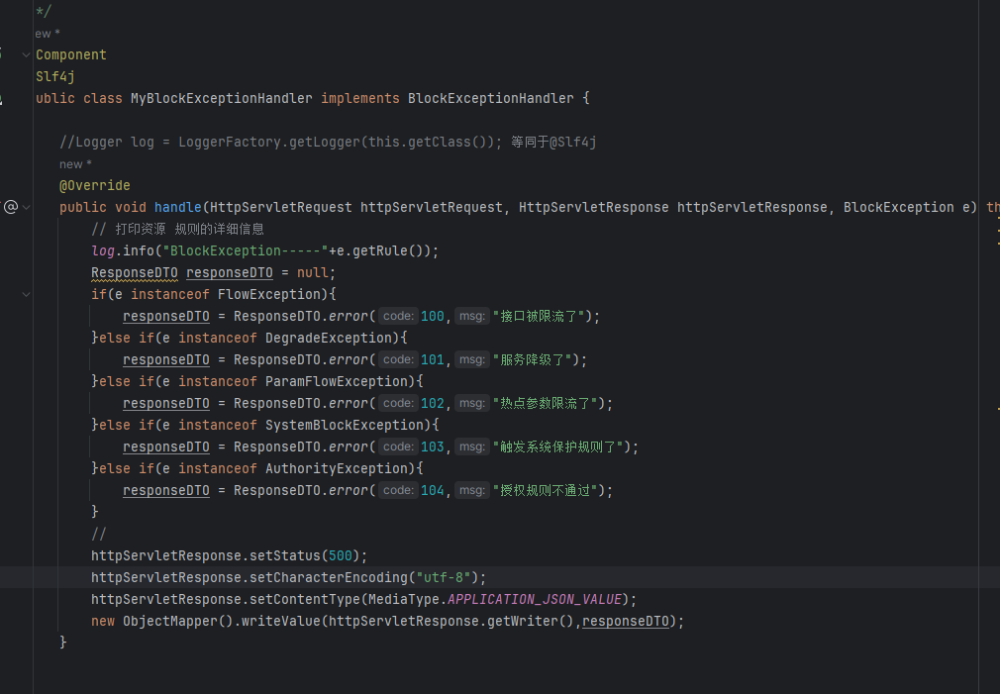 */
ew *
Component
Slf4j
ublic class MyBlockExceptionHandler implements BlockExceptionHandler {
//Logger log = LoggerFactory.getLogger(this.getClass()); 等同于@Slf4j
new *
@Override
public void handle(HttpServletRequest httpServletRequest, HttpServletResponse httpServletResponse, BlockException e) th
// 打印资源 规则的详细信息
log.info("BlockException-----"+e.getRule());
ResponseDTO responseDTO = null;
if(e instanceof FlowException){
responseDTO = ResponseDTO.error( code: 100, msg: "接口被限流了");
}else if(e instanceof DegradeException){
responseDTO = ResponseDTO.error( code: 101, msg: "服务降级了");
}else if(e instanceof ParamFlowException){
responseDTO = ResponseDTO.error( code: 102, msg: "热点参数限流了");
}else if(e instanceof SystemBlockException){
responseDTO = ResponseDTO.error( code: 103, msg: "触发系统保护规则了");
}else if(e instanceof AuthorityException){
responseDTO = ResponseDTO.error( code: 104, msg: "授权规则不通过");
}
//
httpServletResponse.setStatus(500);
httpServletResponse.setCharacterEncoding("utf-8");
httpServletResponse.setContentType(MediaType.APPLICATION_JSON_VALUE);
new ObjectMapper().writeValue(httpServletResponse.getWriter(),responseDTO);
}